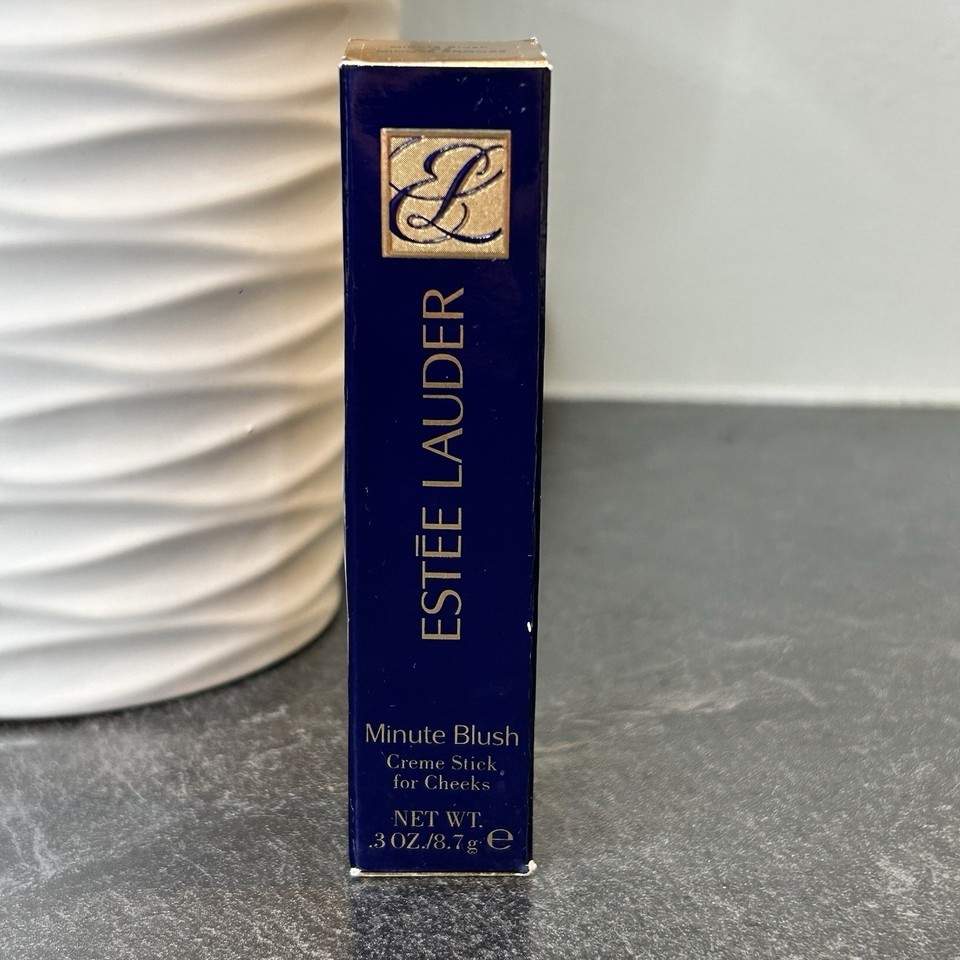 EL
ESTĒE LAUDER
Minute Blush
Creme Stick
for Cheeks
NET WT.
.3 OZ./8.7g e